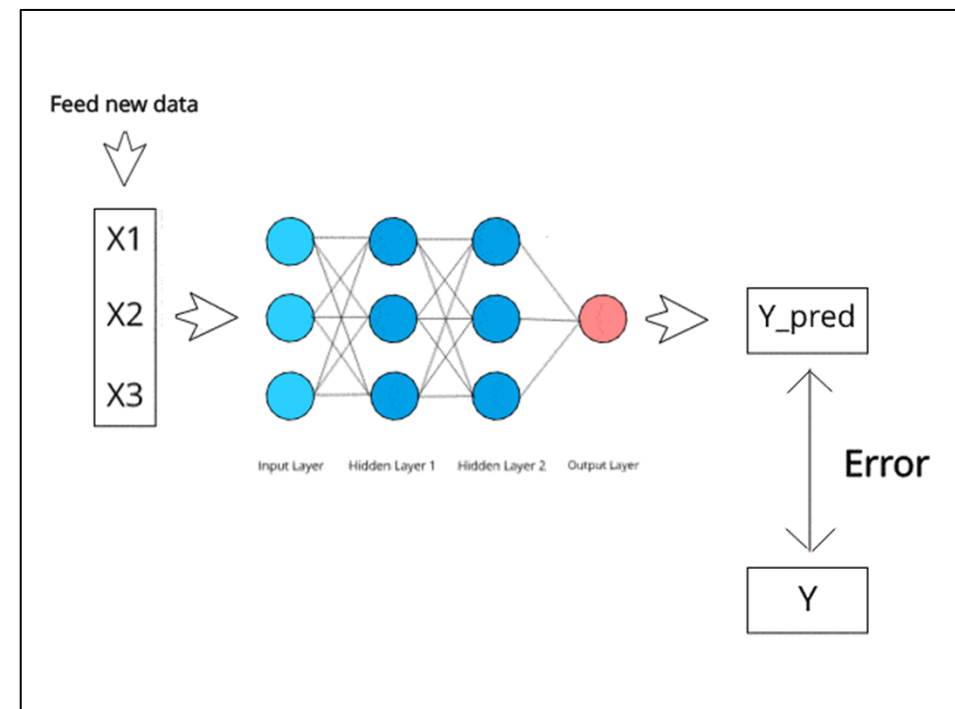 Feed new data
X1
X2
X3
Input Layer
Hidden Layer 1
Hidden Layer 2
Output Layer
Y_pred
Error
Y